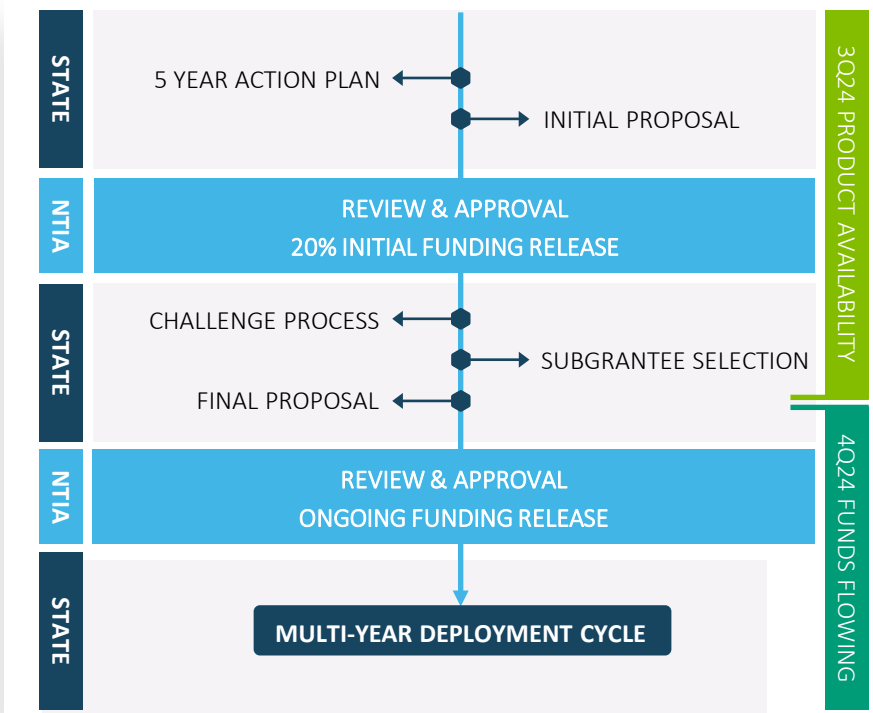 STATE
5 YEAR ACTION PLAN
INITIAL PROPOSAL
NTIA
REVIEW & APPROVAL
20% INITIAL FUNDING RELEASE
STATE
CHALLENGE PROCESS
SUBGRANTEE SELECTION
FINAL PROPOSAL
NTIA
REVIEW & APPROVAL
ONGOING FUNDING RELEASE
STATE
MULTI-YEAR DEPLOYMENT CYCLE
3Q24 PRODUCT AVAILABILITY
4Q24 FUNDS FLOWING